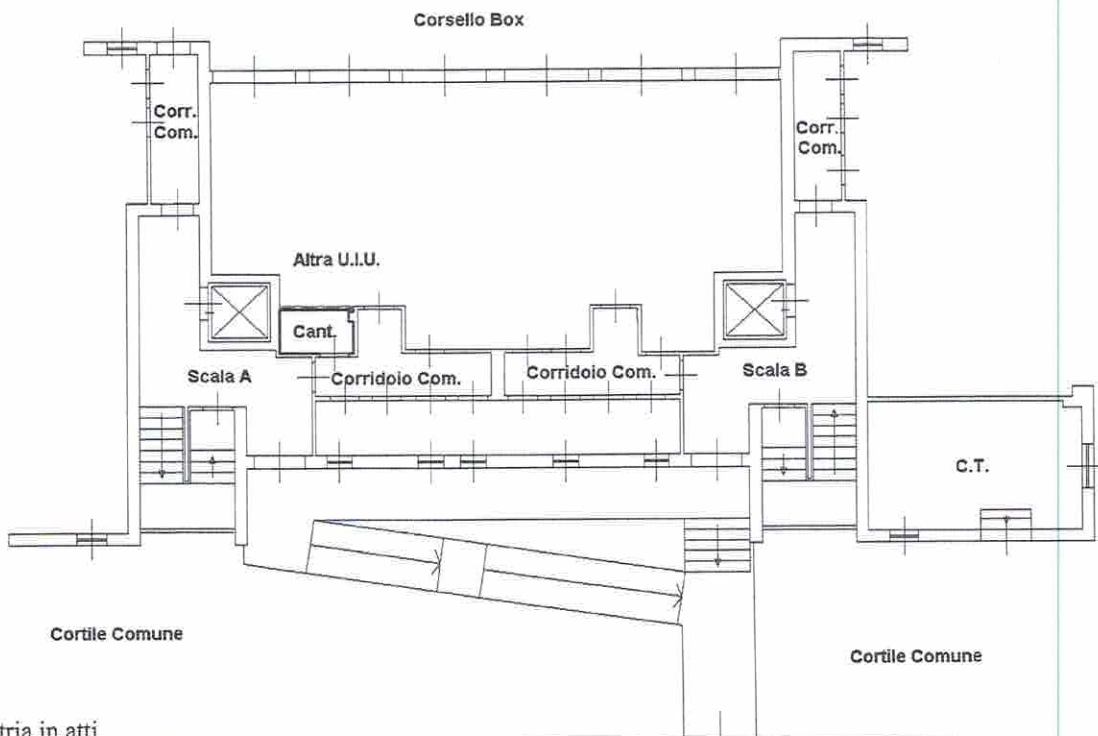 Corsello Box
Corr.
Com.
Corr.
Com.
Altra U.I.U.
Cant.
Scala A
Corridoio Com.
Corridoio Com.
Scala B
C.T.
Cortile Comune
Cortile Comune
tria in atti